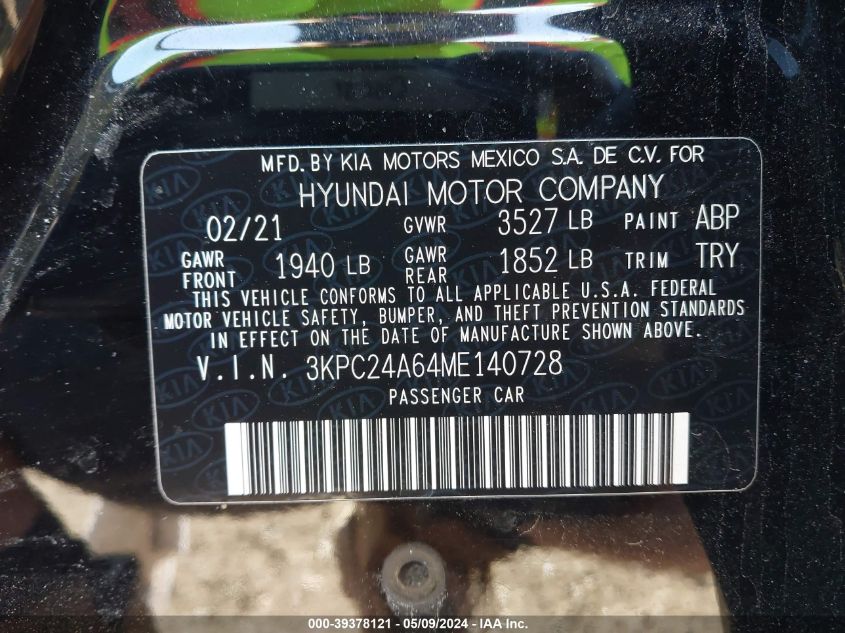 MFD. BY KIA MOTORS MEXICO S.A. DE C.V. FOR
HYUNDAI MOTOR COMPANY
02/21 GVWR 3527 LB PAINT ABP
GAWR FRONT 1940 LB GAWR REAR 1852 LB TRIM TRY
THIS VEHICLE CONFORMS TO ALL APPLICABLE U.S.A. FEDERAL
MOTOR VEHICLE SAFETY, BUMPER, AND THEFT PREVENTION STANDARDS
IN EFFECT ON THE DATE OF MANUFACTURE SHOWN ABOVE.
V.I.N. 3KPC24A64ME140728
PASSENGER CAR
000-39378121 - 05/09/2024 - IAA Inc.